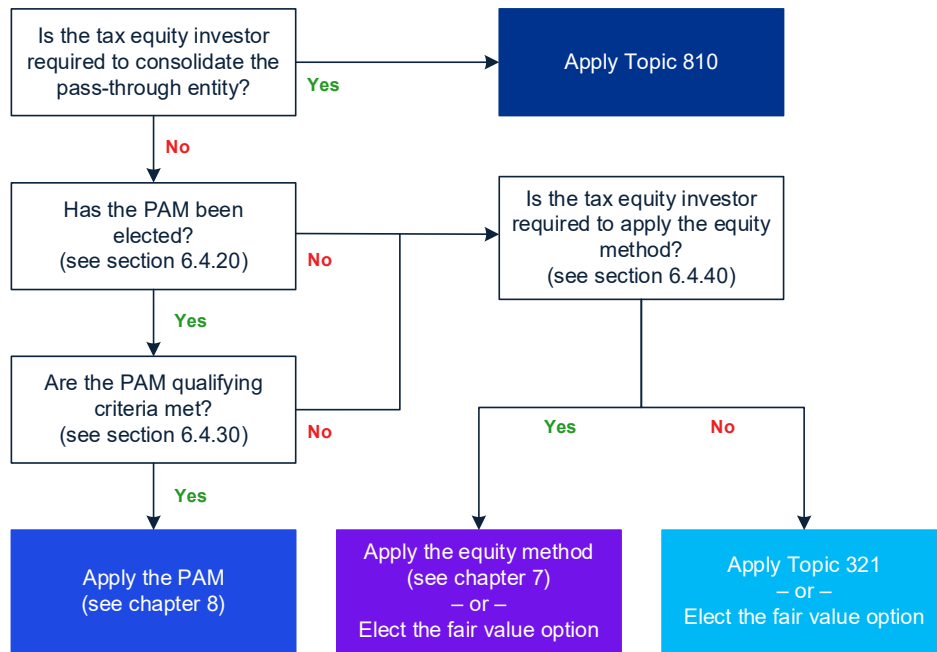 Is the tax equity investor
required to consolidate the
pass-through entity?
Yes
Apply Topic 810
No
Has the PAM been
elected?
(see section 6.4.20)
No
Is the tax equity investor
required to apply the equity
method?
(see section 6.4.40)
Yes
Are the PAM qualifying
criteria met?
(see section 6.4.30)
No
Yes
No
Yes
Apply the PAM
(see chapter 8)
Apply the equity method
(see chapter 7)
– or –
Elect the fair value option
Apply Topic 321
– or –
Elect the fair value option